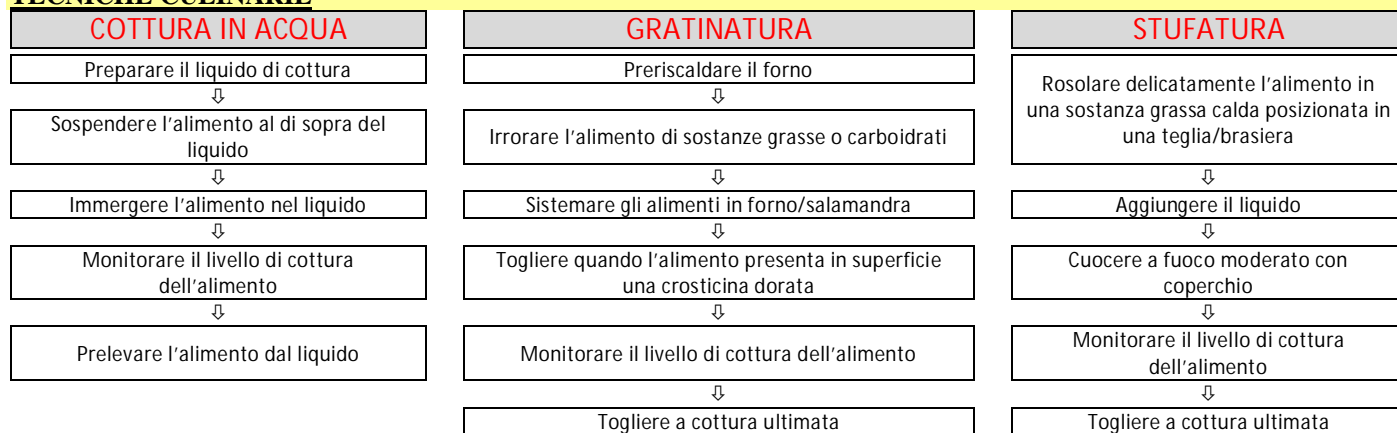 TECNICHE CULINARIE
COTTURA IN ACQUA
Preparare il liquido di cottura
⇩
Sospendere l'alimento al di sopra del
liquido
⇩
Immergere l'alimento nel liquido
⇩
Monitorare il livello di cottura
dell'alimento
⇩
Prelevare l'alimento dal liquido
GRATINATURA
Preriscaldare il forno
⇩
Irrorare l'alimento di sostanze grasse o carboidrati
⇩
Sistemare gli alimenti in forno/salamandra
⇩
Togliere quando l'alimento presenta in superficie
una crosticina dorata
⇩
Monitorare il livello di cottura dell'alimento
⇩
Togliere a cottura ultimata
STUFATURA
Rosolare delicatamente l'alimento in
una sostanza grassa calda posizionata in
una teglia/brasiera
⇩
Aggiungere il liquido
⇩
Cuocere a fuoco moderato con
coperchio
⇩
Monitorare il livello di cottura
dell'alimento
⇩
Togliere a cottura ultimata